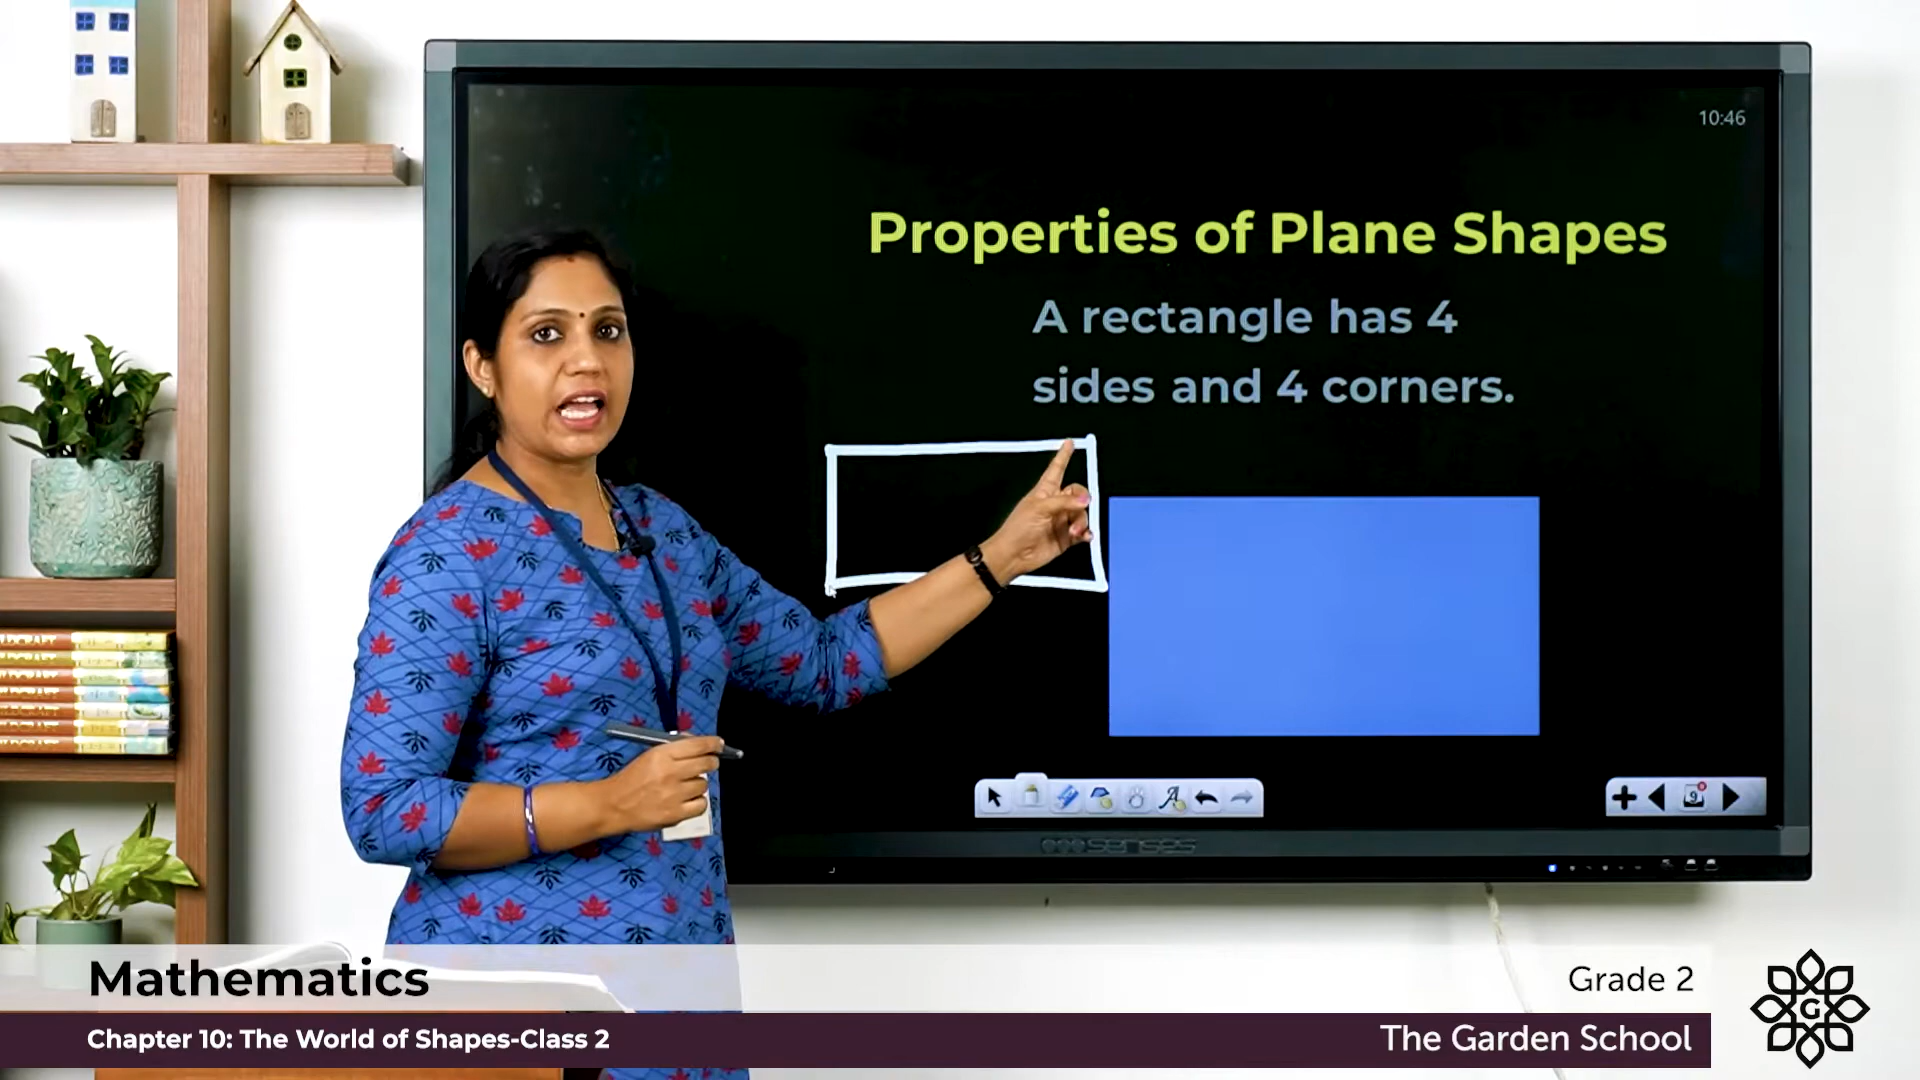 10:46
Properties of Plane Shapes
A rectangle has 4
sides and 4 corners.
9
Mathematics
Grade 2
Chapter 10: The World of Shapes-Class 2
The Garden School
G